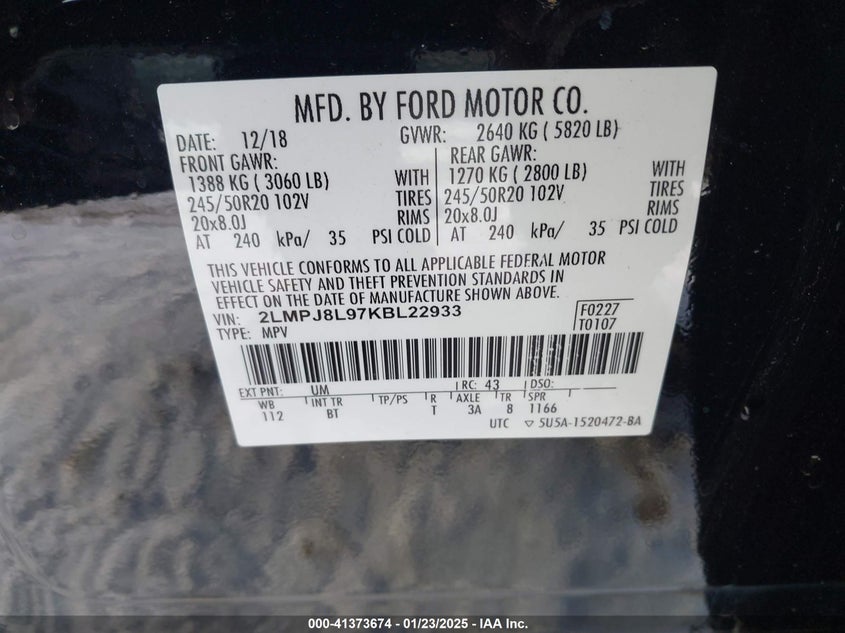 MFD. BY FORD MOTOR CO.
DATE: 12/18 GVWR: 2640 KG ( 5820 LB)
FRONT GAWR: REAR GAWR:
1388 KG ( 3060 LB) WITH 1270 KG ( 2800 LB) WITH
245/50R20 102V TIRES 245/50R20 102V TIRES
20x8.0J RIMS 20x8.0J RIMS
AT 240 kPa/ 35 PSI COLD AT 240 kPa/ 35 PSI COLD
THIS VEHICLE CONFORMS TO ALL APPLICABLE FEDERAL MOTOR
VEHICLE SAFETY AND THEFT PREVENTION STANDARDS IN
EFFECT ON THE DATE OF MANUFACTURE SHOWN ABOVE.
VIN: 2LMPJ8L97KBL22933 F0227
TYPE: MPV T0107
EXT PNT: UM RC: 43 DSO:
WB INT TR TP/PS R AXLE TR SPR
112 BT T 3A 8 1166
UTC ▽ 5U5A-1520472-BA
000-41373674 / 01/23/2025 - IAA Inc.